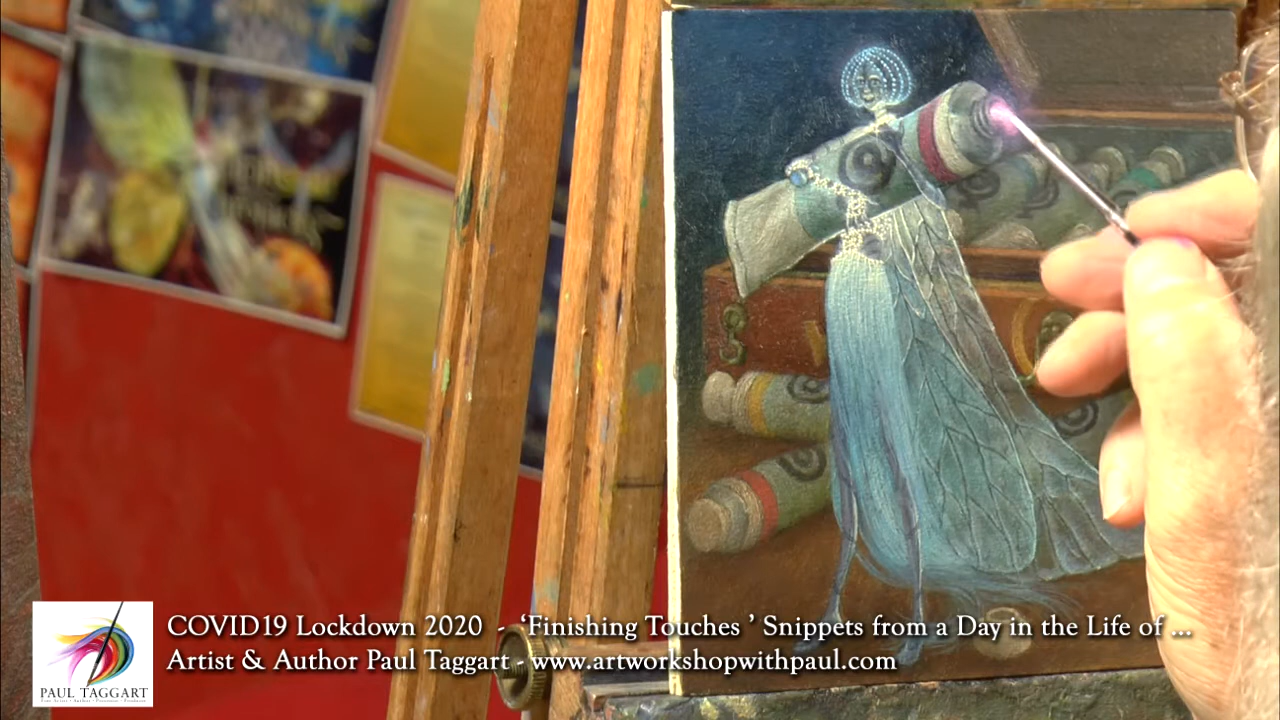 COVID19 Lockdown 2020 - ‘Finishing Touches ’ Snippets from a Day in the Life of ...
Artist & Author Paul Taggart - www.artworkshopwithpaul.com
PAUL TAGGART